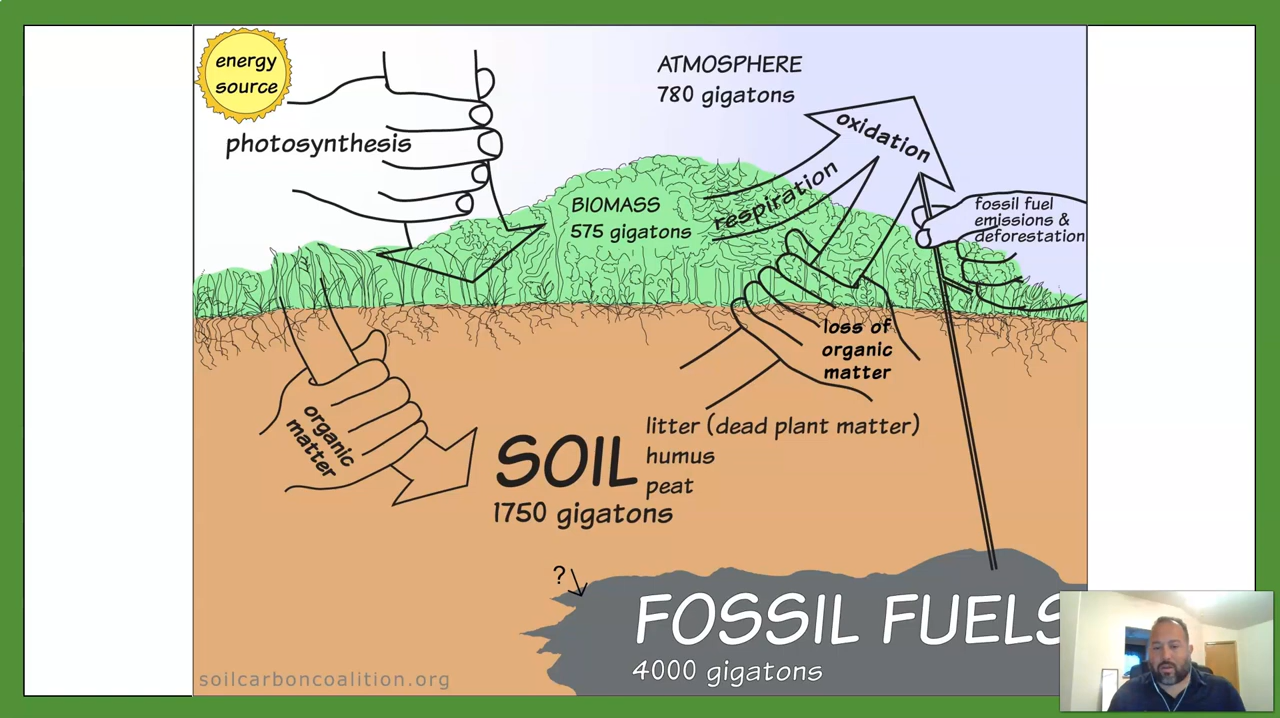 energy
source
photosynthesis
ATMOSPHERE
780 gigatons
oxidation
respiration
BIOMASS
575 gigatons
fossil fuel
emissions &
deforestation
loss of
organic
matter
organic
matter
SOIL
litter (dead plant matter)
humus
peat
1750 gigatons
?
FOSSIL FUELS
4000 gigatons
soilcarboncoalition.org